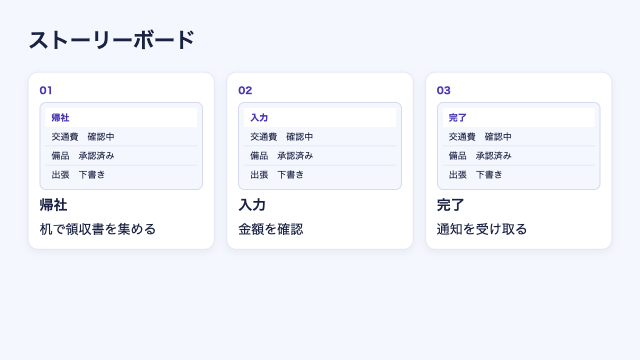 ストーリーボード
01
帰社
交通費 確認中
備品 承認済み
出張 下書き
帰社
机で領収書を集める
02
入力
交通費 確認中
備品 承認済み
出張 下書き
入力
金額を確認
03
完了
交通費 確認中
備品 承認済み
出張 下書き
完了
通知を受け取る